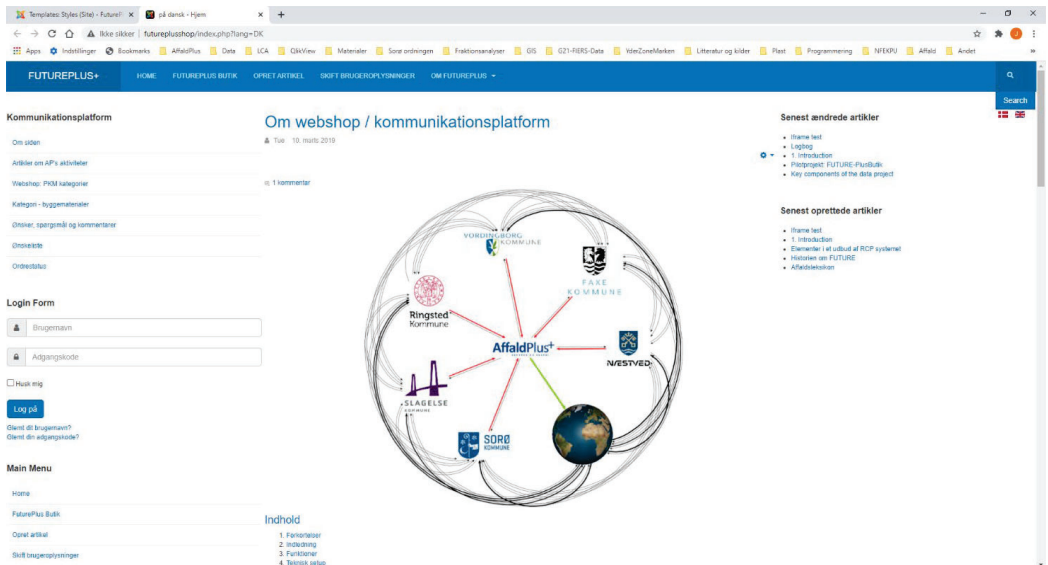 Templates: Styles (Site) - FutureP
på dansk - Hjem
Ikke sikker | futureplusshop/index.php?lang=DK
Apps Indstillinger Bookmarks AffaldPlus Data LCA QlikView Materialer Sorø ordningen Fraktionsanalyser GIS GZ1-FIERS-Data YderZoneMarken Litteratur og kilder Plast Programmering NFEKPU Affald Andet
FUTUREPLUS+ HOME FUTUREPLUS BUTIK OPRET ARTIKEL SKIFT BRUGEROPLYSNINGER OM FUTUREPLUS
Search
Kommunikationsplatform
Om siden
Artikler om AP's aktiviteter
Webshop: PKM kategorier
Kategori - byggematerialer
Ønsker, spørgsmål og kommentarer
Ønskeliste
Ordrestatus
Login Form
Brugernavn
Adgangskode
Husk mig
Log på
Glemt dit brugernavn?
Glemt din adgangskode?
Main Menu
Home
FuturePlus Butik
Opret artikel
Skift brugeroplysninger
Om webshop / kommunikationsplatform
Tue 19. marts 2019
1 kommentar
VORDINGBORG
KOMMUNE
FAXE
KOMMUNE
Ringsted
Kommune
AffaldPlus+
NÆSTVED
SLAGELSE
KOMMUNE
SORØ
KOMMUNE
Indhold
1. Forkortelser
2. Indledning
3. Funktioner
4. Teknisk setup
Senest ændrede artikler
Iframe test
Logbog
1. Introduction
Pilotprojekt: FUTURE-PlusButik
Key components of the data project
Senest oprettede artikler
Iframe test
1. Introduction
Elementer i et udbud af RCP systemet
Historien om FUTURE
Affaldsleksikon